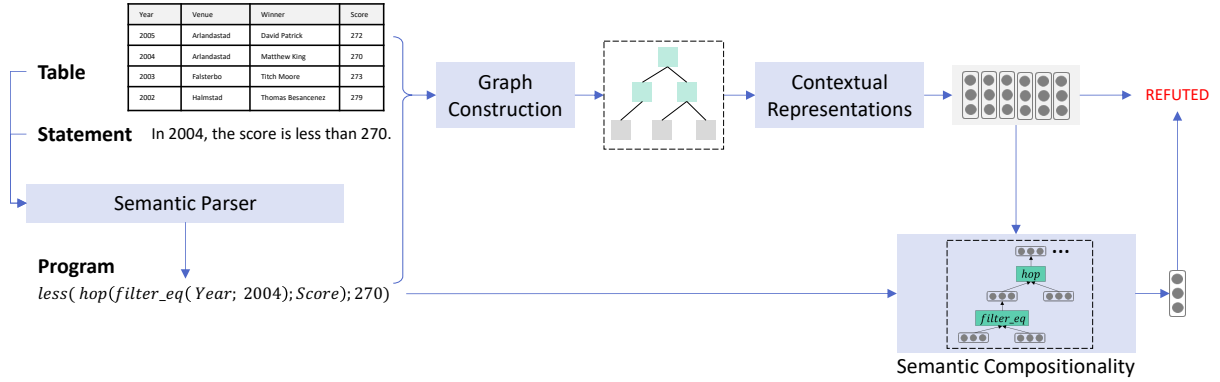 Year Venue Winner Score
2005 Arlandastad David Patrick 272
2004 Arlandastad Matthew King 270
2003 Falsterbo Titch Moore 273
2002 Halmstad Thomas Besancenez 279
Table
Statement In 2004, the score is less than 270.
Semantic Parser
Program
less( hop(filter_eq( Year; 2004); Score); 270)
Graph
Construction
Contextual
Representations
REFUTED
•••
hop
filter_eq
Semantic Compositionality